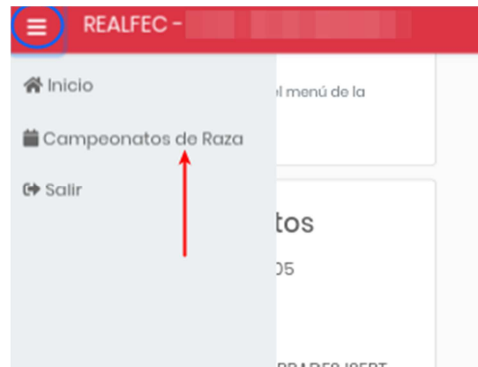 REALFEC -
Inicio
el menú de la
Campeonatos de Raza
Salir
tos
05